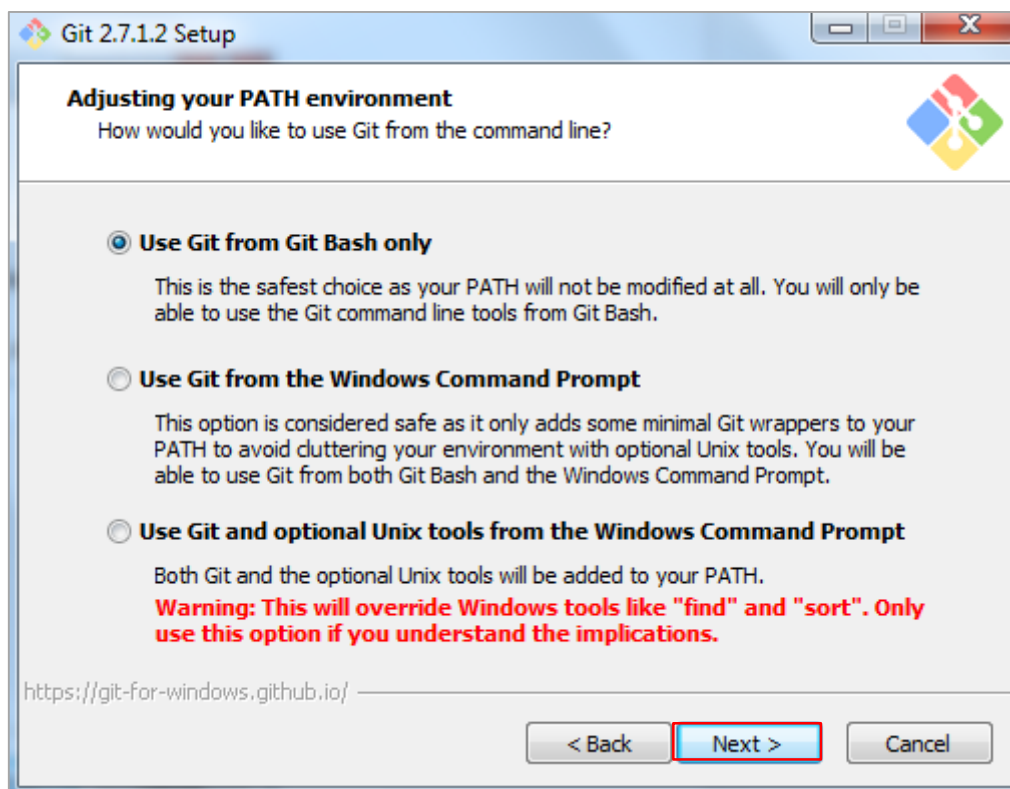 Git 2.7.1.2 Setup
Adjusting your PATH environment
How would you like to use Git from the command line?
Use Git from Git Bash only
This is the safest choice as your PATH will not be modified at all. You will only be
able to use the Git command line tools from Git Bash.
Use Git from the Windows Command Prompt
This option is considered safe as it only adds some minimal Git wrappers to your
PATH to avoid cluttering your environment with optional Unix tools. You will be
able to use Git from both Git Bash and the Windows Command Prompt.
Use Git and optional Unix tools from the Windows Command Prompt
Both Git and the optional Unix tools will be added to your PATH.
Warning: This will override Windows tools like "find" and "sort". Only
use this option if you understand the implications.
https://git-for-windows.github.io/
< Back Next > Cancel